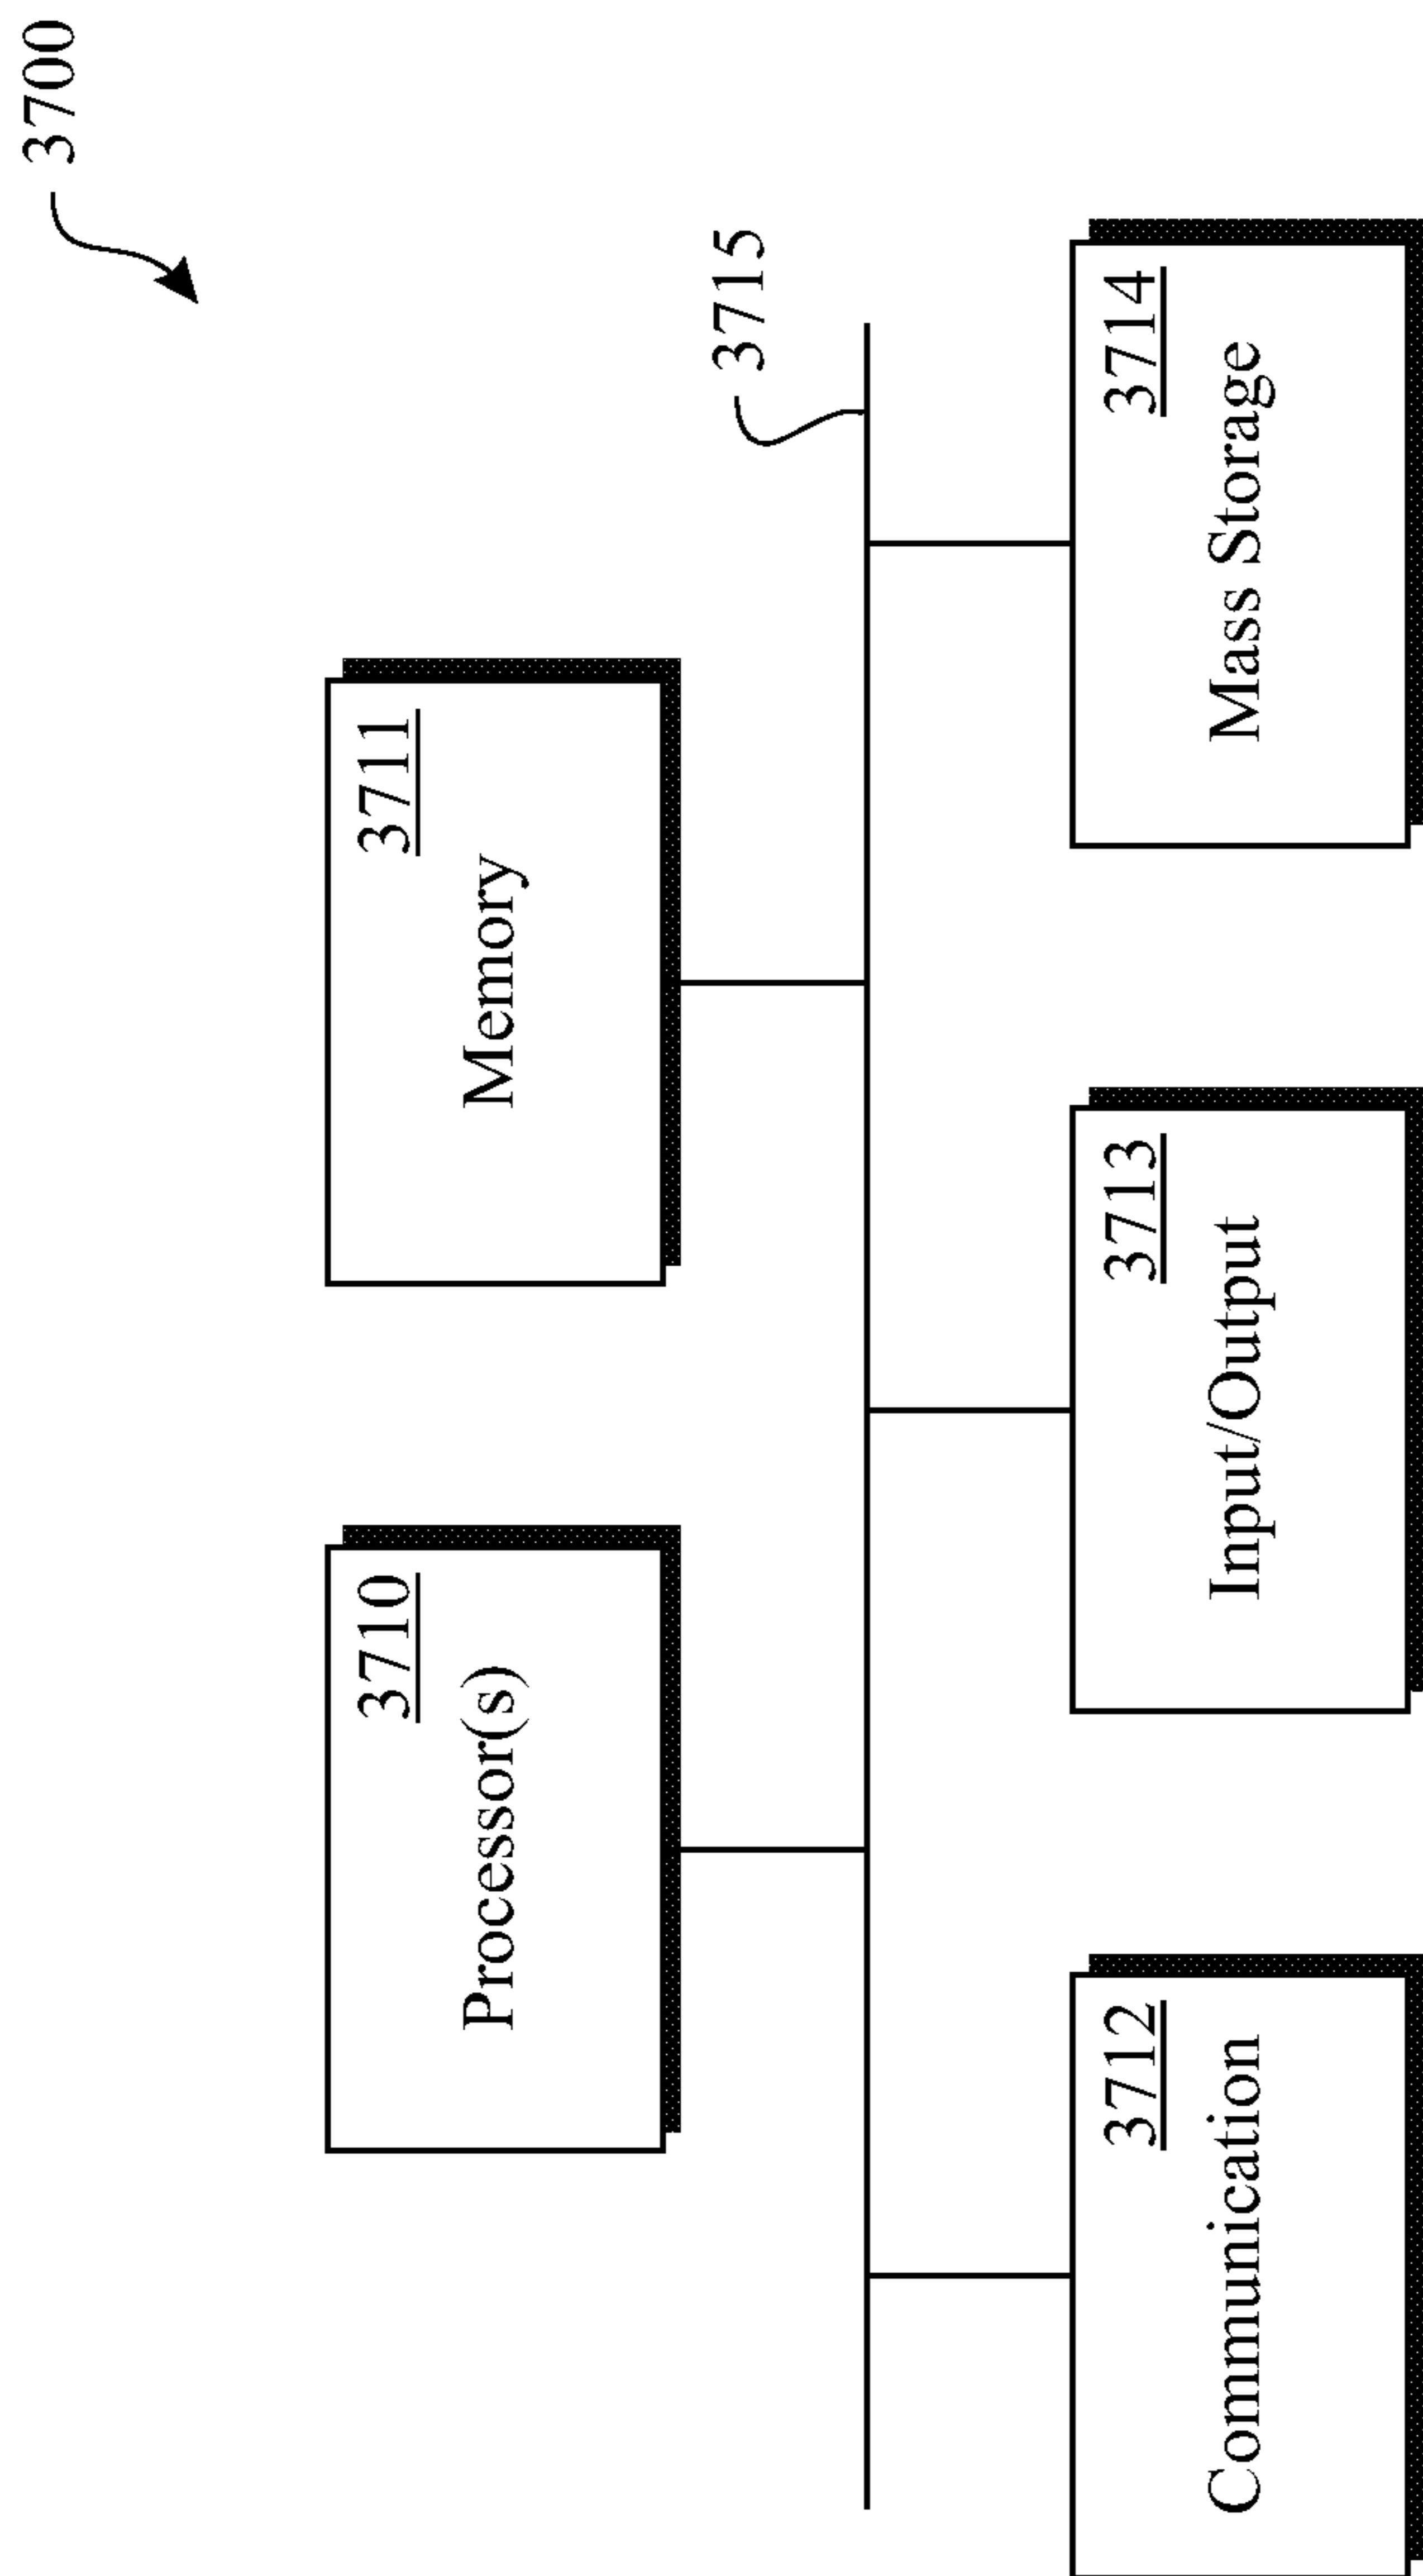 3700
3710
Processor(s)
3711
Memory
3715
3712
Communication
3713
Input/Output
3714
Mass Storage